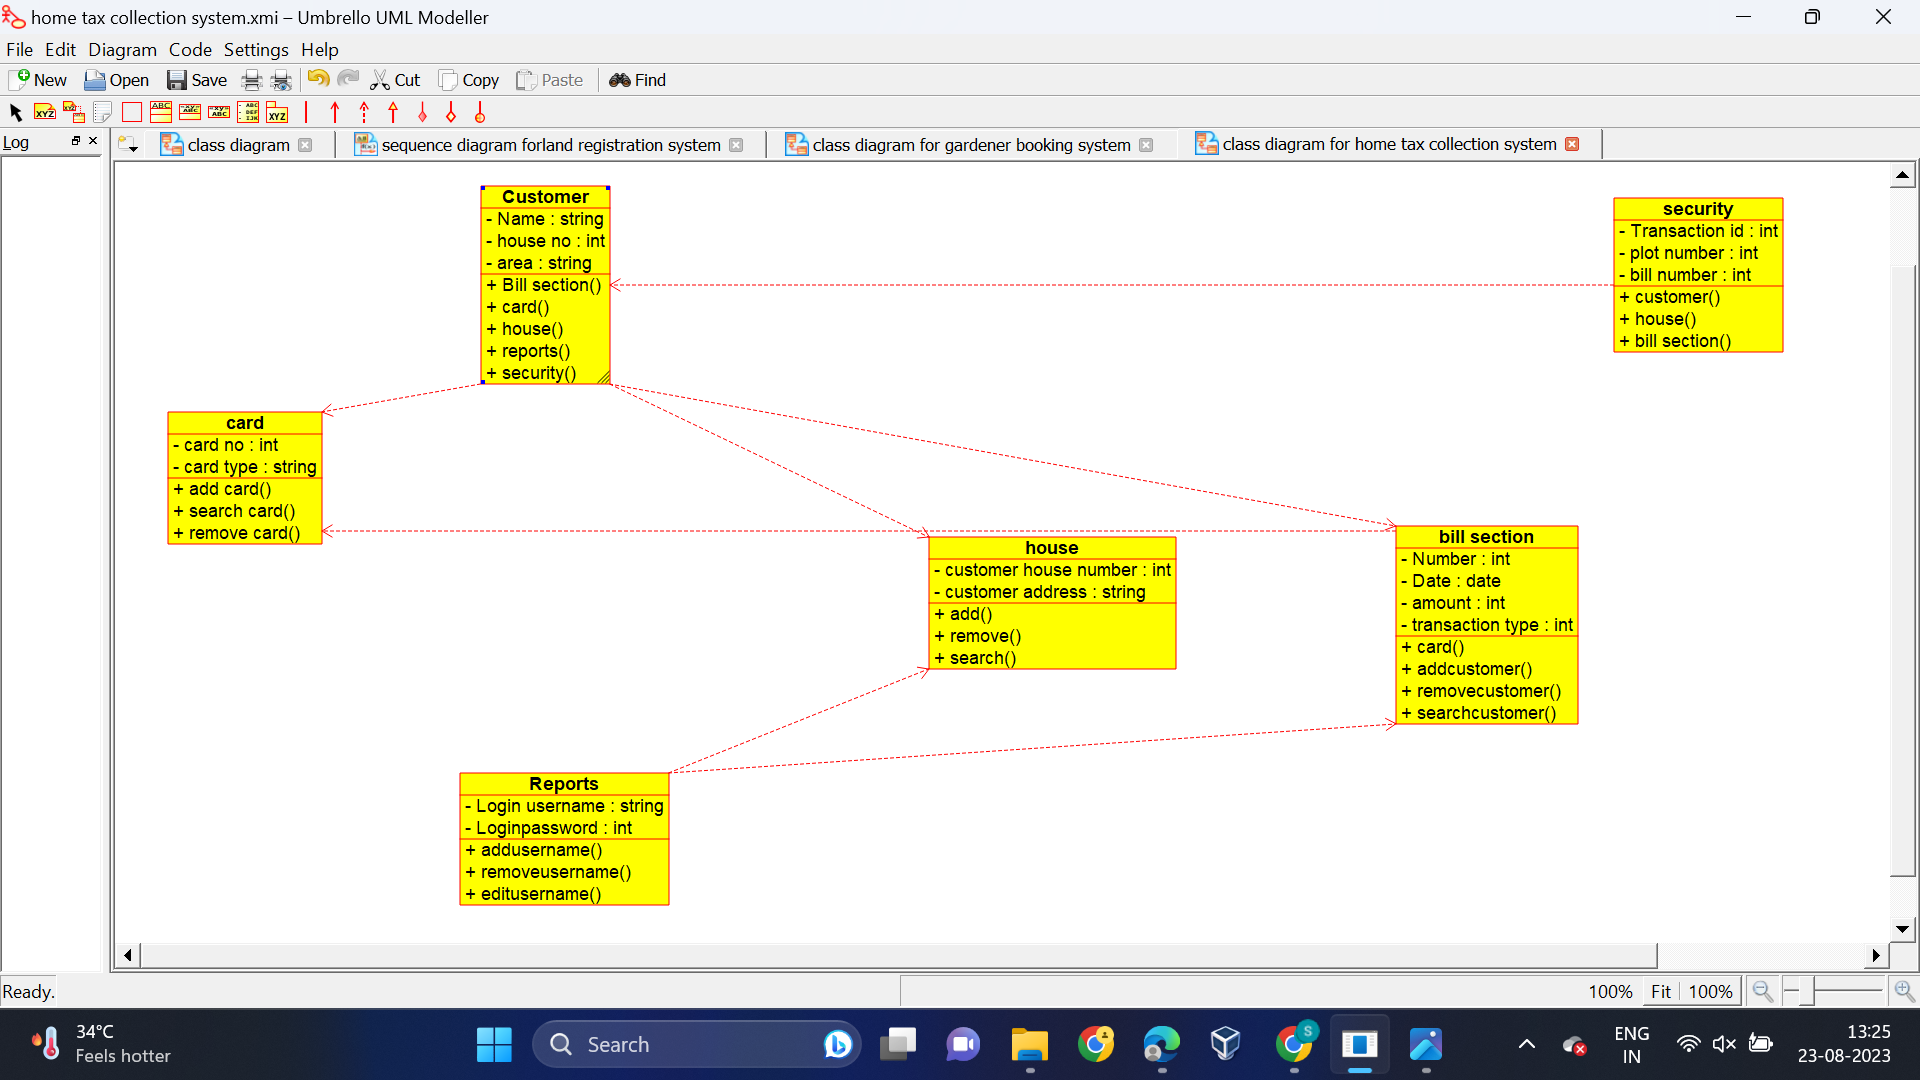 home tax collection system.xmi – Umbrello UML Modeller
File Edit Diagram Code Settings Help
New Open Save Cut Copy Paste Find
Log
class diagram
sequence diagram forland registration system
class diagram for gardener booking system
class diagram for home tax collection system
Customer
- Name : string
- house no : int
- area : string
+ Bill section()
+ card()
+ house()
+ reports()
+ security()
security
- Transaction id : int
- plot number : int
- bill number : int
+ customer()
+ house()
+ bill section()
card
- card no : int
- card type : string
+ add card()
+ search card()
+ remove card()
house
- customer house number : int
- customer address : string
+ add()
+ remove()
+ search()
bill section
- Number : int
- Date : date
- amount : int
- transaction type : int
+ card()
+ addcustomer()
+ removecustomer()
+ searchcustomer()
Reports
- Login username : string
- Loginpassword : int
+ addusername()
+ removeusername()
+ editusername()
Ready.
100% Fit 100%
34°C
Feels hotter
Search
S
ENG
IN
13:25
23-08-2023